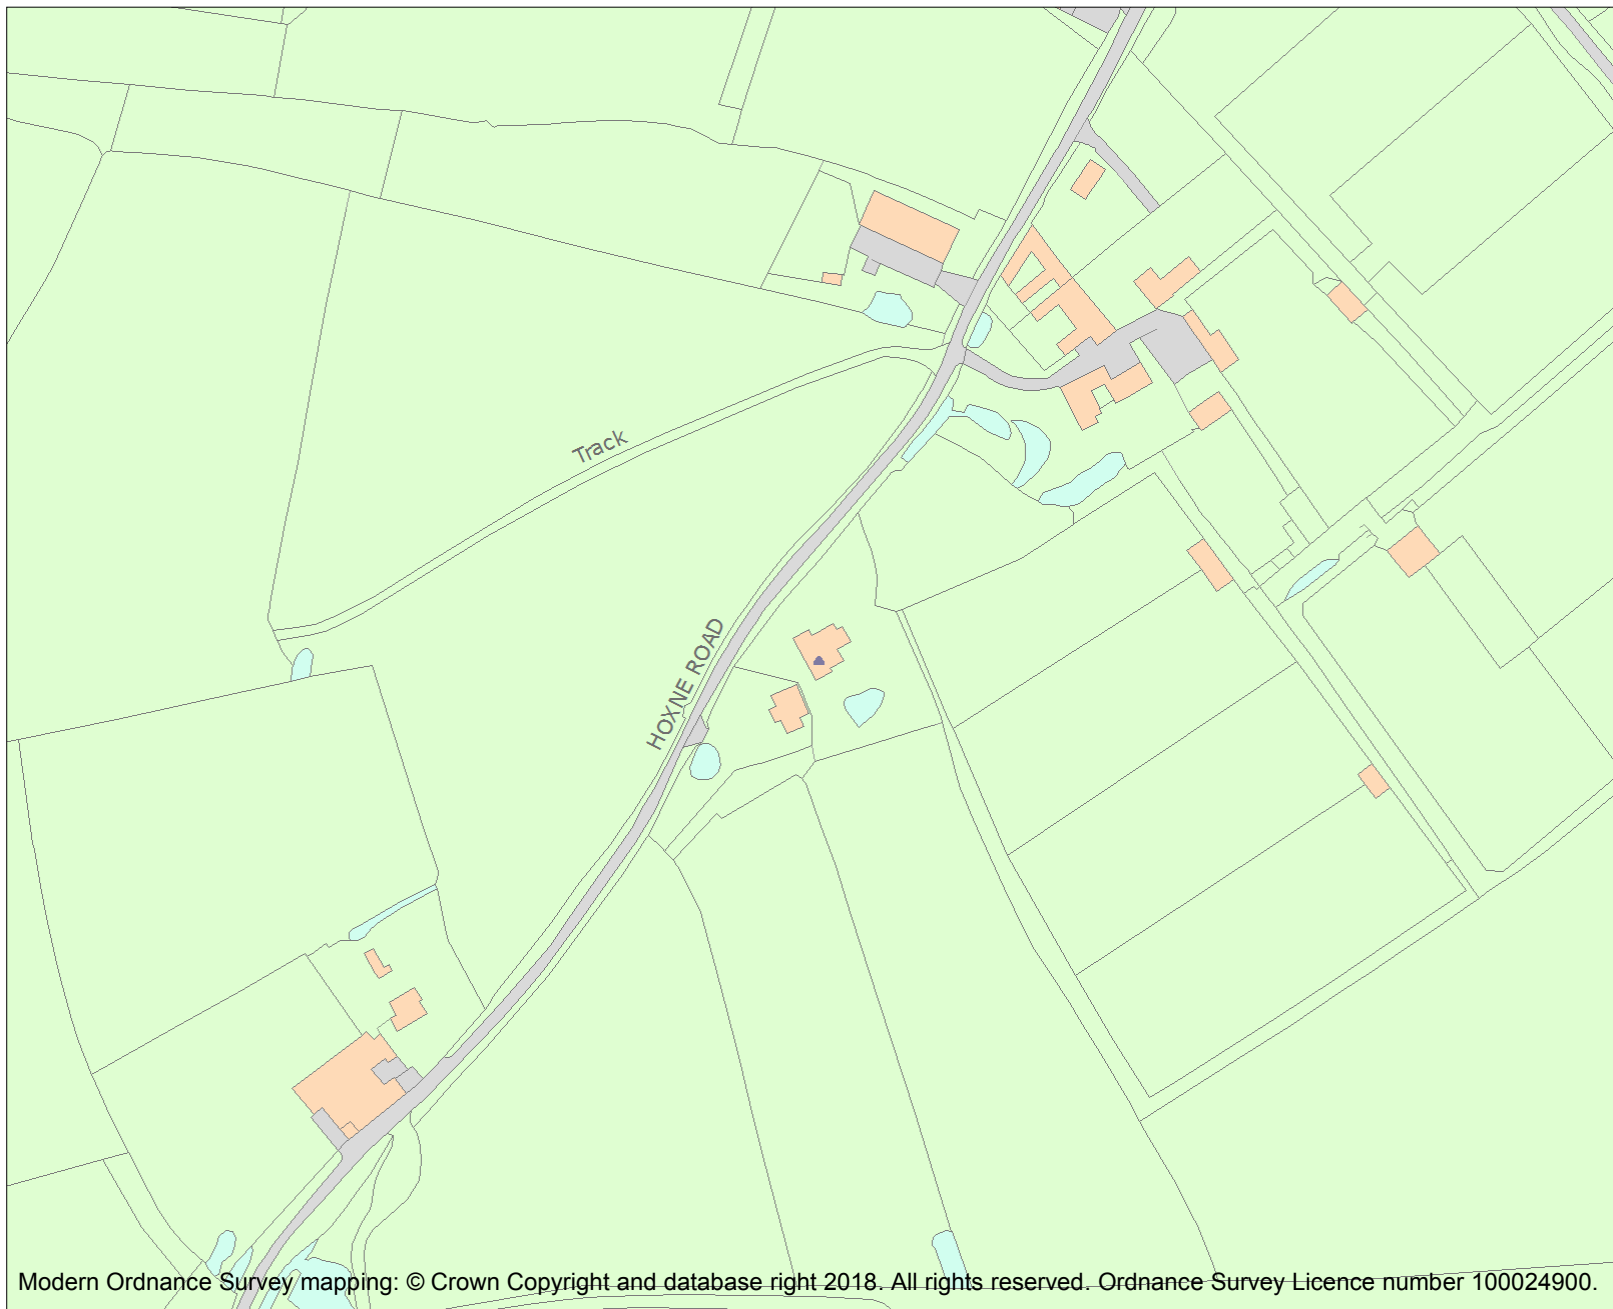 Track
HOXNE ROAD
Modern Ordnance Survey mapping: © Crown Copyright and database right 2018. All rights reserved. Ordnance Survey Licence number 100024900.